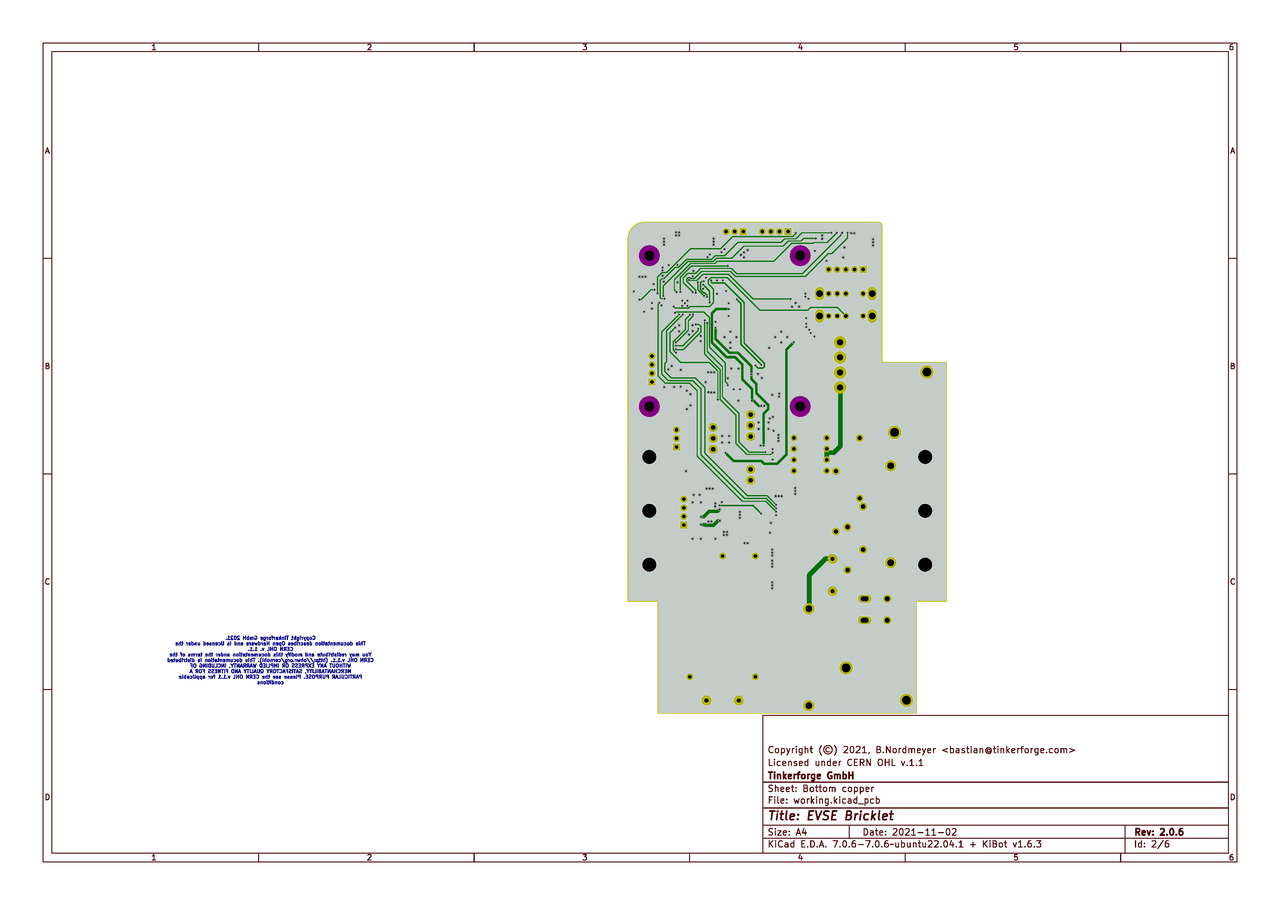 1 2 3 4 5 6
A A
B B
Copyright Tinkerforge GmbH 2021.
This documentation describes Open Hardware and is licensed under the
CERN OHL v. 1.1.
You may redistribute and modify this documentation under the terms of the
CERN OHL v.1.1. (http://ohwr.org/cernohl). This documentation is distributed
WITHOUT ANY EXPRESS OR IMPLIED WARRANTY, INCLUDING OF
MERCHANTABILITY, SATISFACTORY QUALITY AND FITNESS FOR A
PARTICULAR PURPOSE. Please see the CERN OHL v.1.1 for applicable
conditions
C C
D D
Copyright (©) 2021, B.Nordmeyer <bastian@tinkerforge.com>
Licensed under CERN OHL v.1.1
Tinkerforge GmbH
Sheet: Bottom copper
File: working.kicad_pcb
Title: EVSE Bricklet
Size: A4 Date: 2021-11-02 Rev: 2.0.6
KiCad E.D.A. 7.0.6-7.0.6~ubuntu22.04.1 + KiBot v1.6.3 Id: 2/6
1 2 3 4 5 6